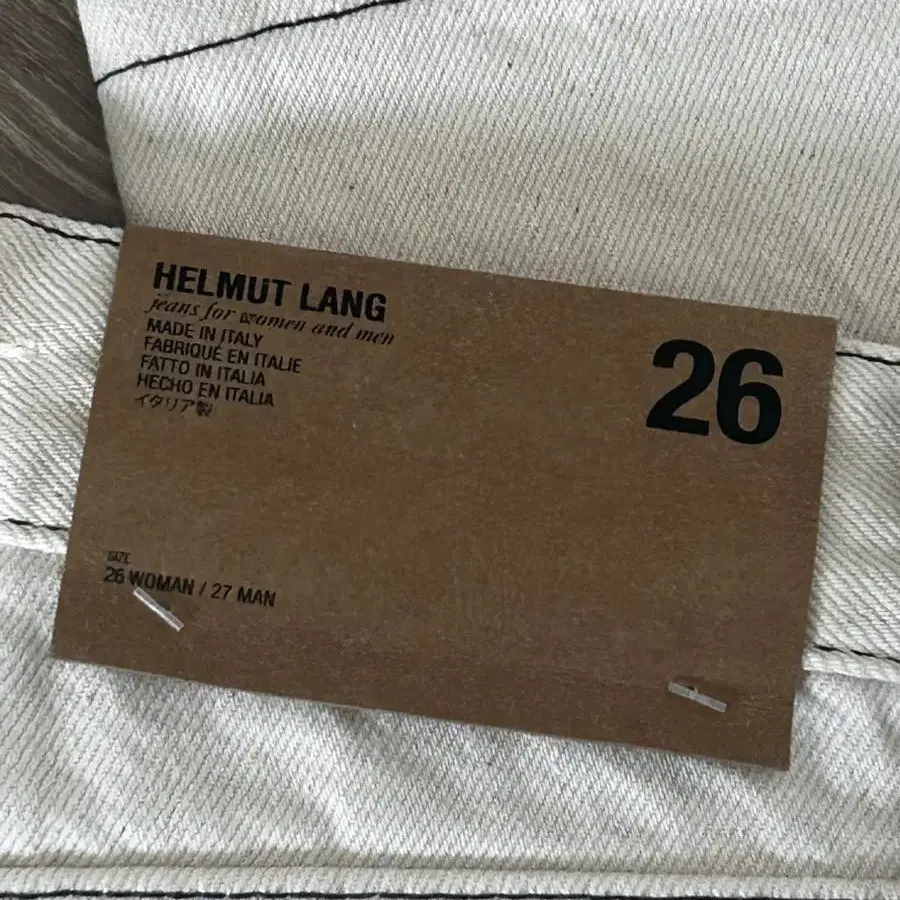 HELMUT LANG
jeans for women and men
MADE IN ITALY
FABRIQUÉ EN ITALIE
FATTO IN ITALIA
HECHO EN ITALIA
イタリア製
26
SIZE
26 WOMAN / 27 MAN